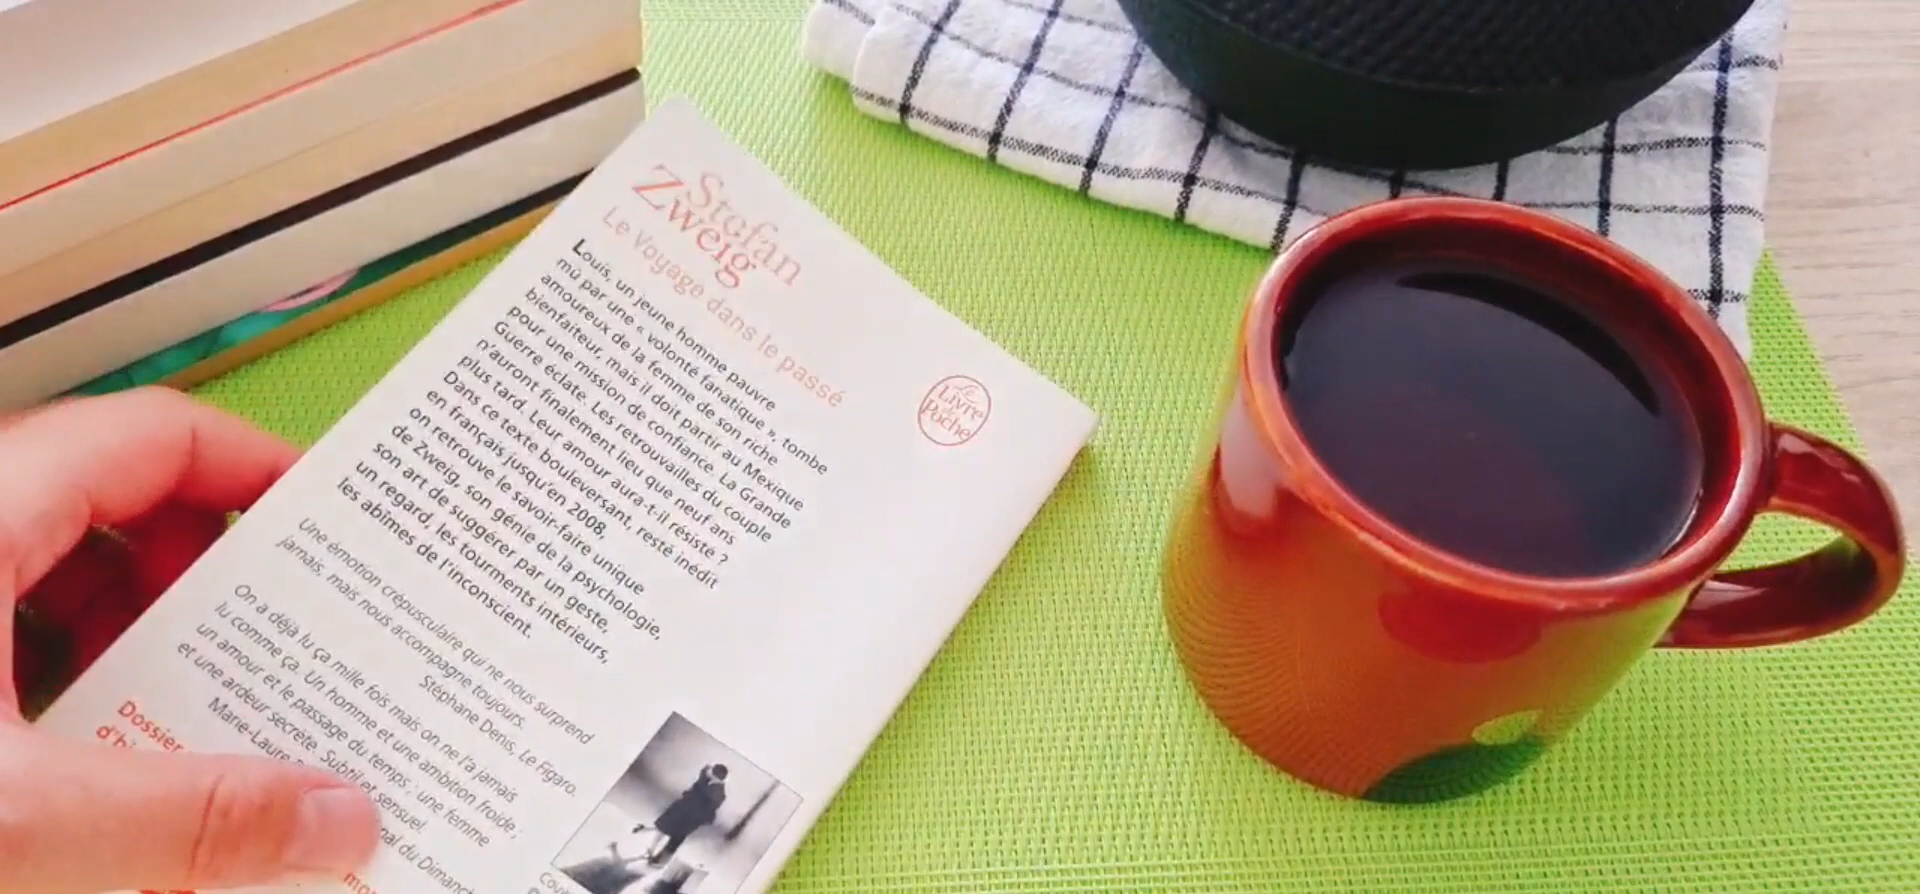 Stefan
Zweig
Le Voyage dans le passé
Le
Livre
de
Poche
Louis, un jeune homme pauvre
mû par une « volonté fanatique », tombe
amoureux de la femme de son riche
bienfaiteur, mais il doit partir au Mexique
pour une mission de confiance. La Grande
Guerre éclate. Les retrouvailles du couple
n'auront finalement lieu que neuf ans
plus tard. Leur amour aura-t-il résisté ?
Dans ce texte bouleversant, resté inédit
en français jusqu'en 2008,
on retrouve le savoir-faire unique
de Zweig, son génie de la psychologie,
son art de suggérer par un geste,
un regard, les tourments intérieurs,
les abîmes de l'inconscient.
Une émotion crépusculaire qui ne nous surprend
jamais, mais nous accompagne toujours.
Stéphane Denis, Le Figaro.
On a déjà lu ça mille fois mais on ne l'a jamais
lu comme ça. Un homme et une ambition froide ;
un amour et le passage du temps ; une femme
et une ardeur secrète. Subtil et sensuel.
Marie-Laure
du Dimanche
Dossier